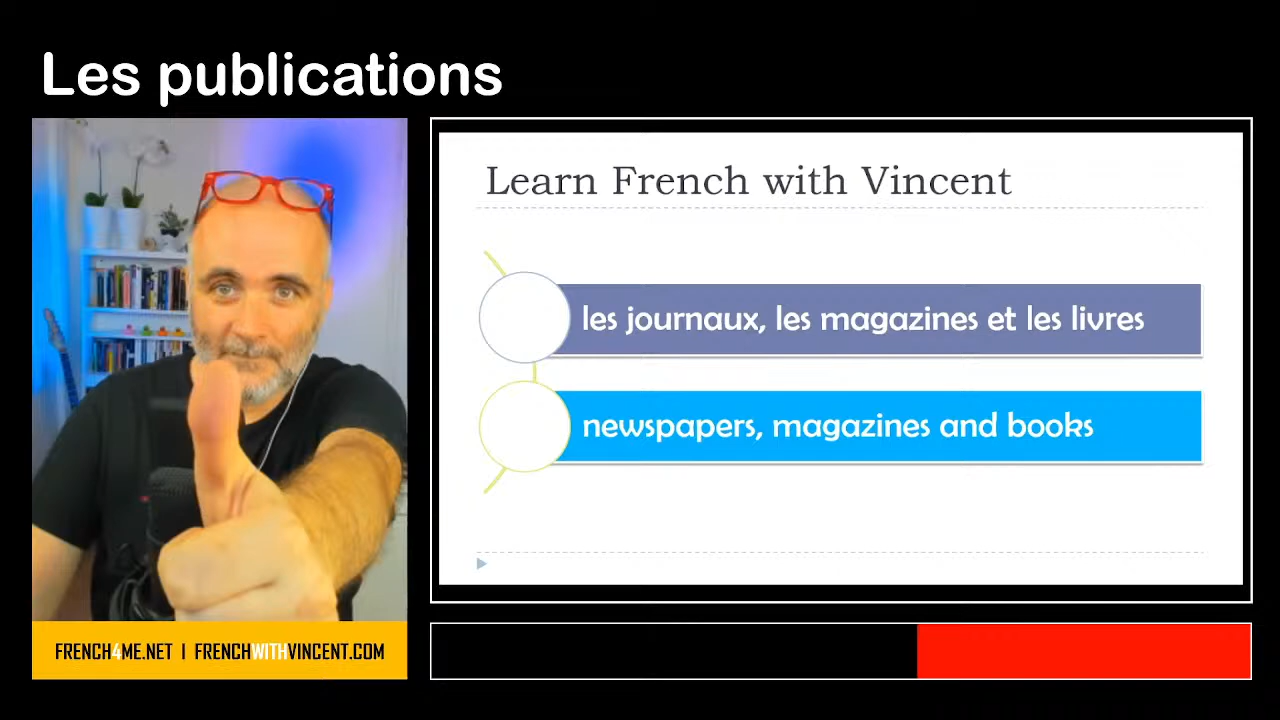 Les publications
Learn French with Vincent
les journaux, les magazines et les livres
newspapers, magazines and books
FRENCH4ME.NET I FRENCHWITHVINCENT.COM